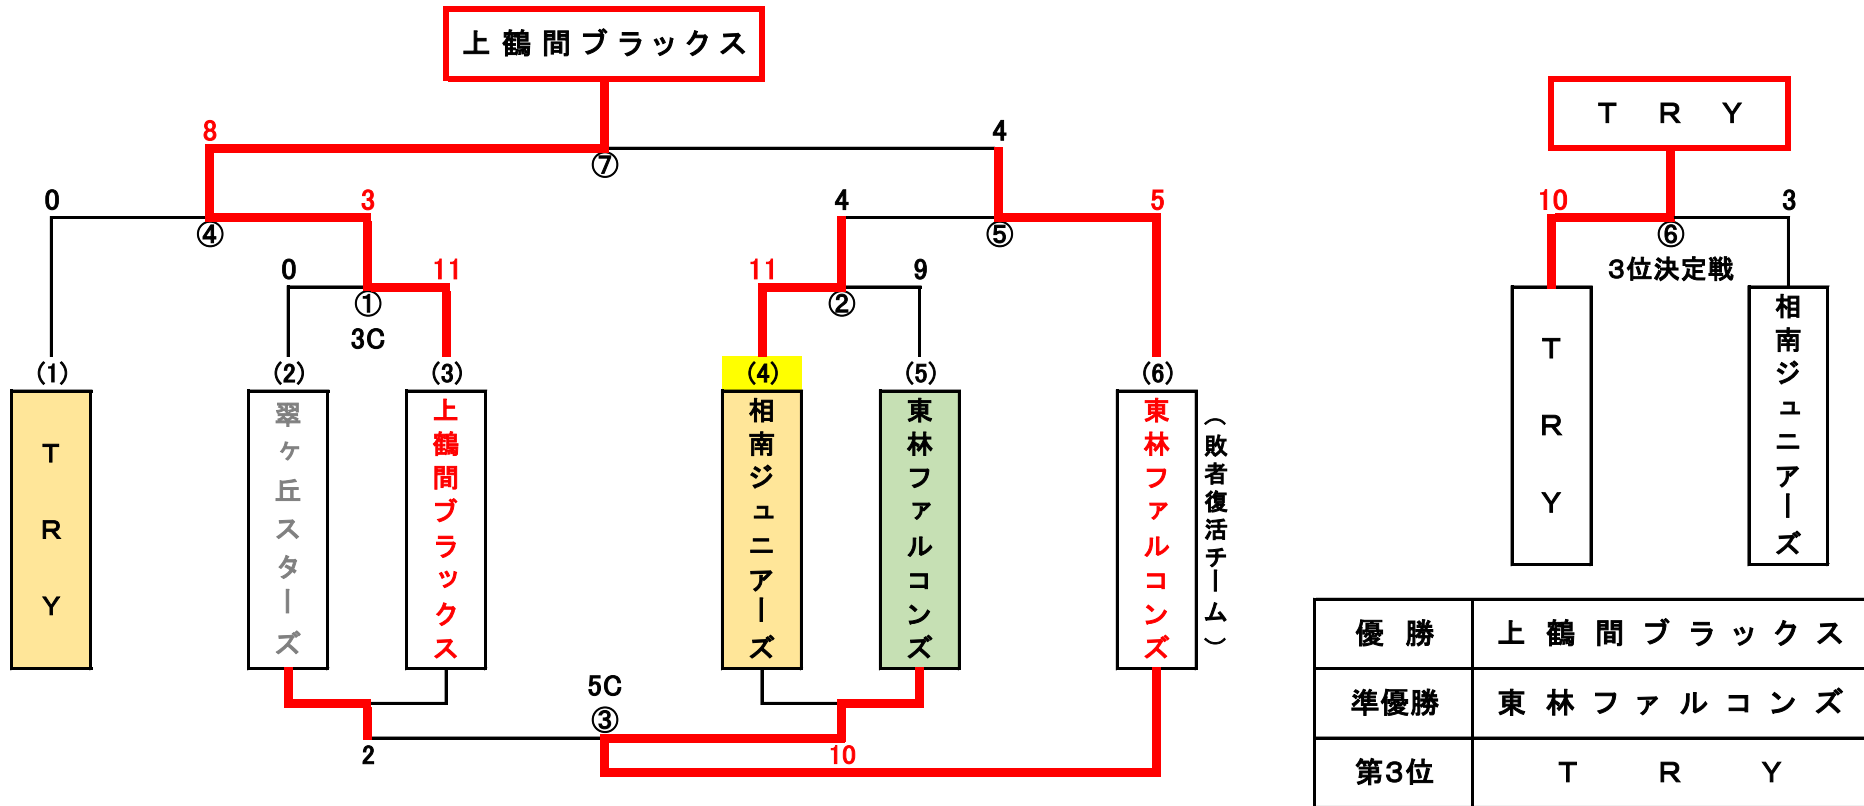 上鶴間ブラックス
TRY
8
4
⑦
0
3
4
5
10
3
④
⑤
⑥
3位決定戦
0
11
11
9
①
②
3C
(1)
(2)
(3)
(4)
(5)
(6)
TRY
翠ヶ丘スターズ
上鶴間ブラックス
相南ジュニアーズ
東林ファルコンズ
東林ファルコンズ
(敗者復活チーム)
TRY
相南ジュニアーズ
5C
③
2
10
優勝 上鶴間ブラックス
準優勝 東林ファルコンズ
第3位 TRY